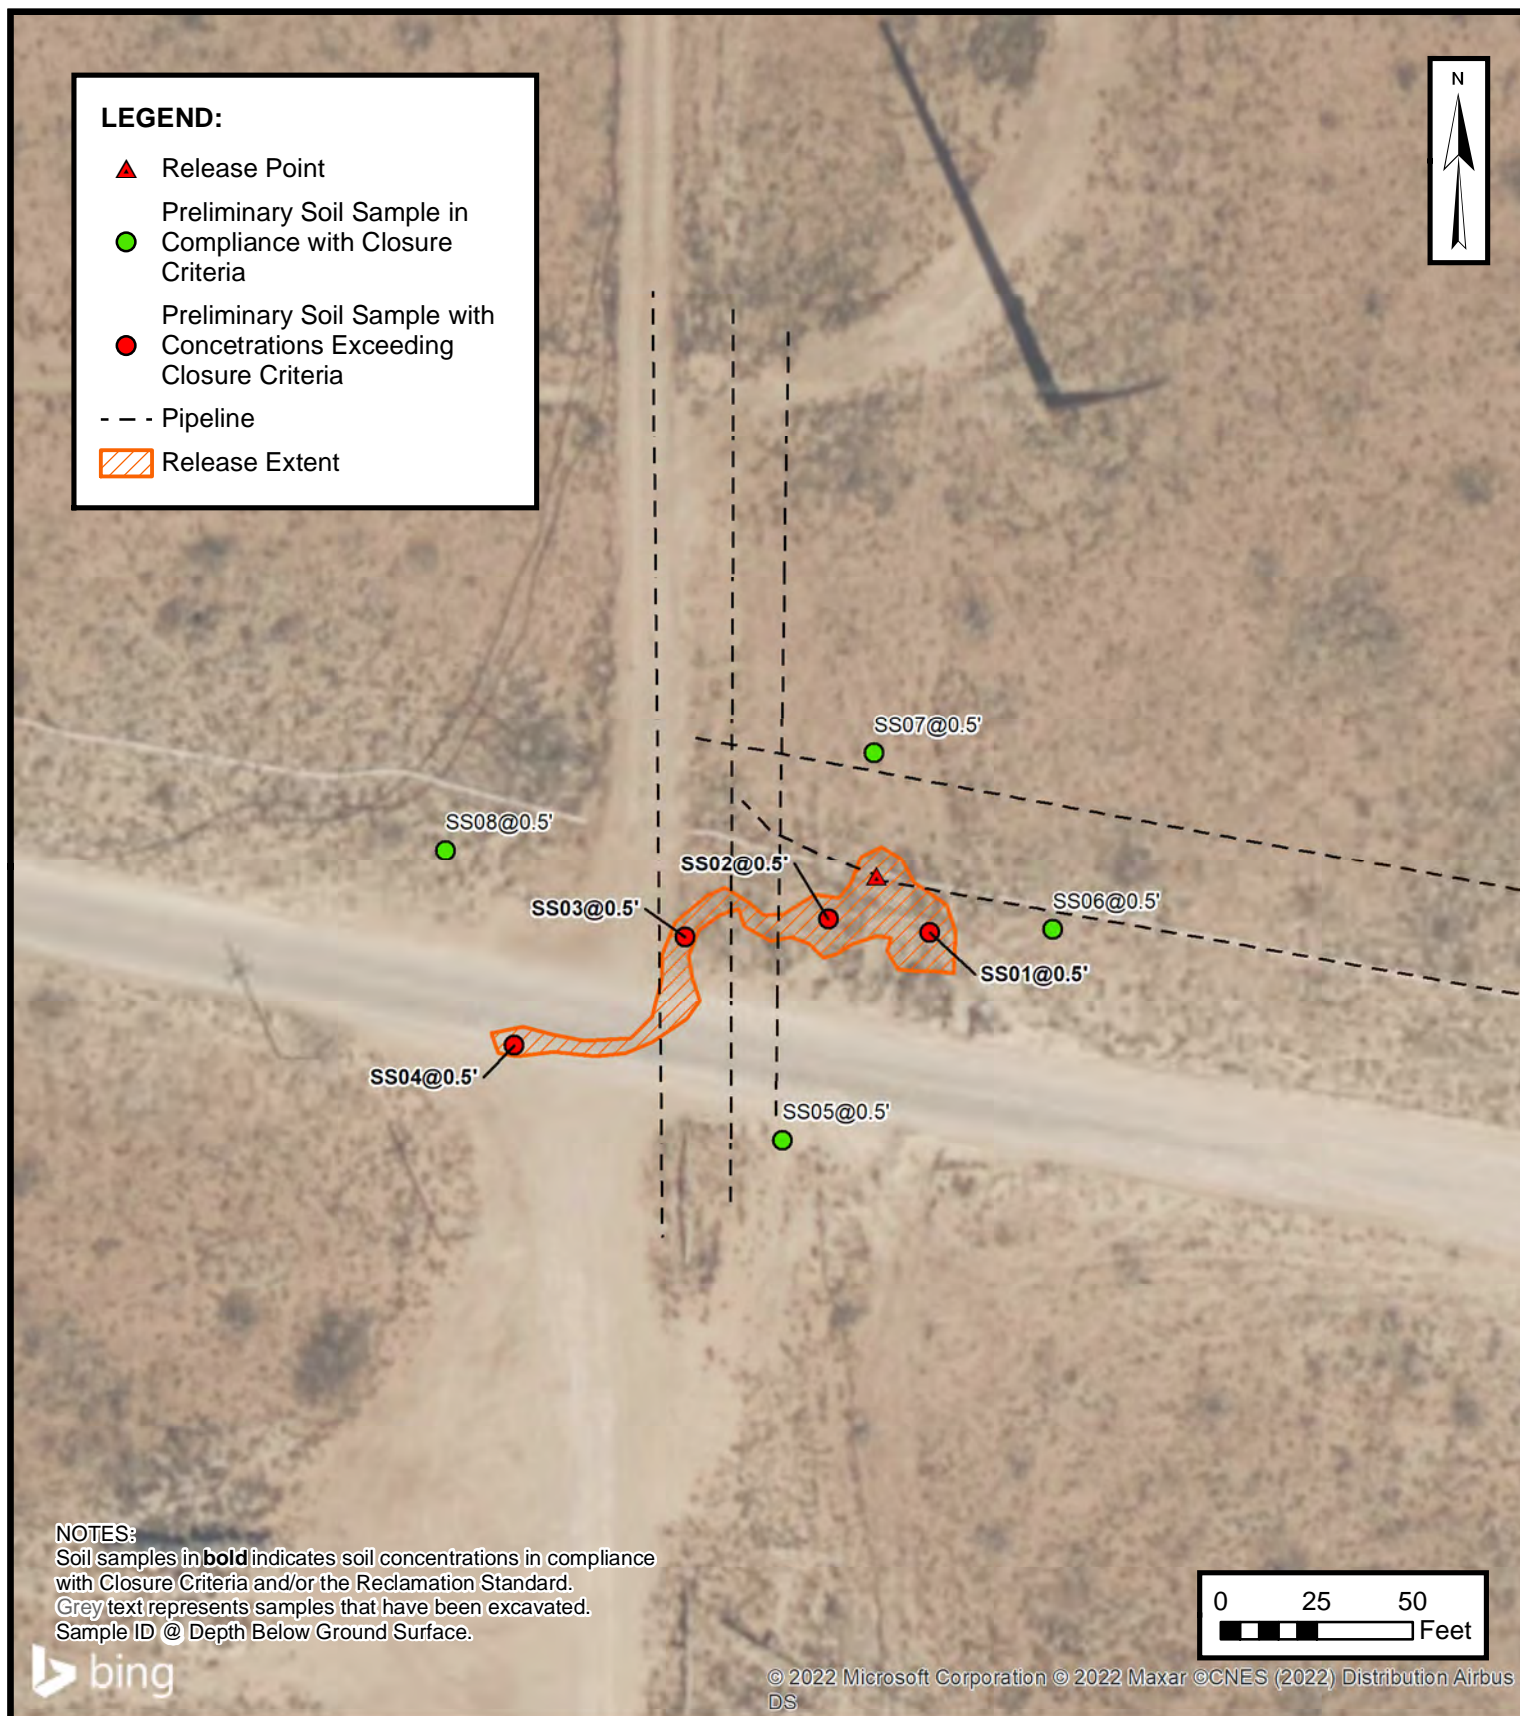 LEGEND:
Release Point
Preliminary Soil Sample in
Compliance with Closure
Criteria
Preliminary Soil Sample with
Concetrations Exceeding
Closure Criteria
Pipeline
Release Extent
N
SS07@0.5'
SS08@0.5'
SS02@0.5'
SS06@0.5'
SS03@0.5'
SS01@0.5'
SS04@0.5'
SS05@0.5'
NOTES:
Soil samples in bold indicates soil concentrations in compliance
with Closure Criteria and/or the Reclamation Standard.
Grey text represents samples that have been excavated.
Sample ID @ Depth Below Ground Surface.
0 25 50
Feet
bing
© 2022 Microsoft Corporation © 2022 Maxar ©CNES (2022) Distribution Airbus
DS